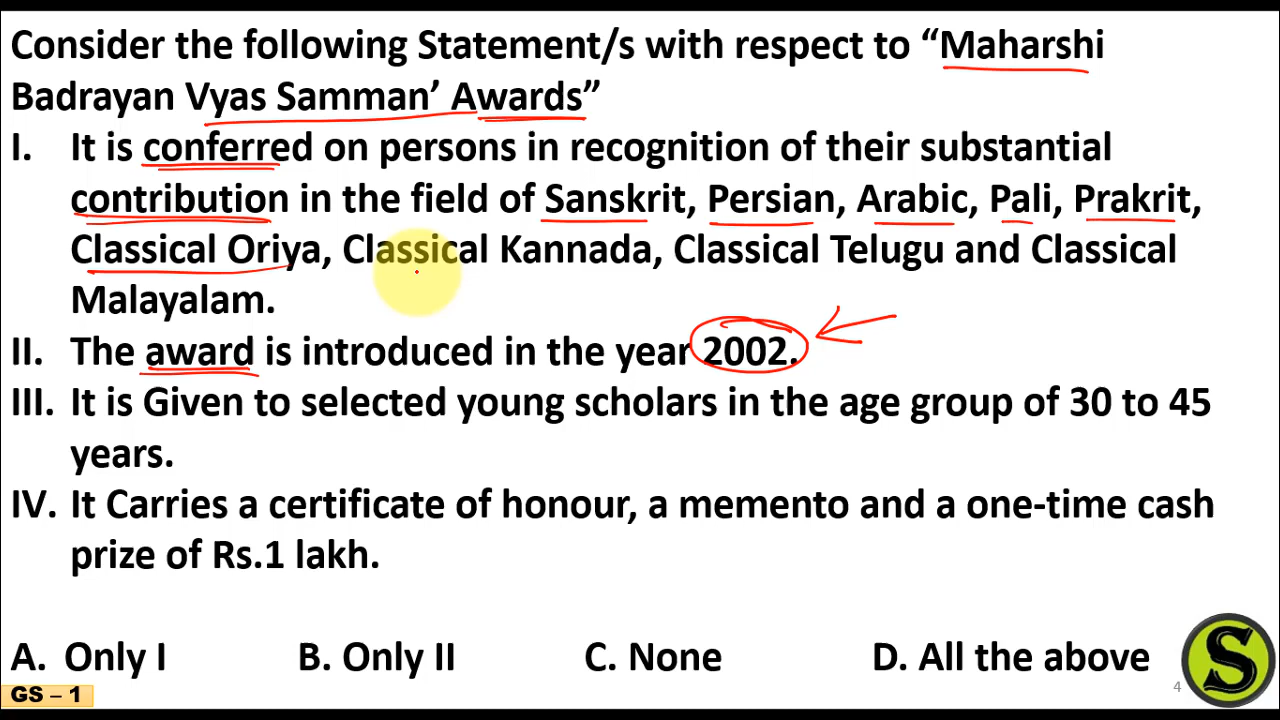 Consider the following Statement/s with respect to “Maharshi
Badrayan Vyas Samman’ Awards”
I. It is conferred on persons in recognition of their substantial
contribution in the field of Sanskrit, Persian, Arabic, Pali, Prakrit,
Classical Oriya, Classical Kannada, Classical Telugu and Classical
Malayalam.
II. The award is introduced in the year 2002.
III. It is Given to selected young scholars in the age group of 30 to 45
years.
IV. It Carries a certificate of honour, a memento and a one-time cash
prize of Rs.1 lakh.
A. Only I B. Only II C. None D. All the above
GS – 1
4
S